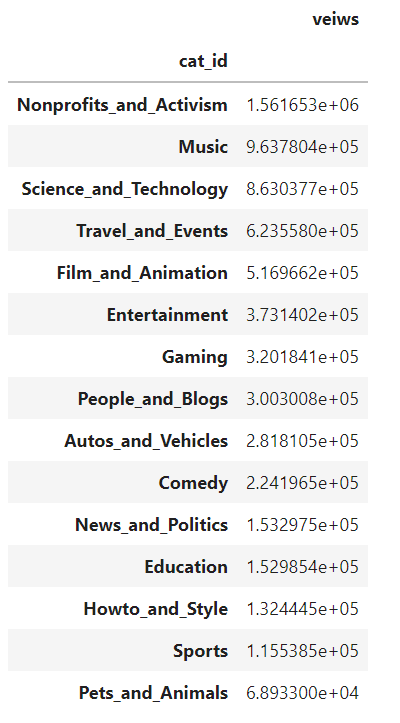 veiws
cat_id
Nonprofits_and_Activism 1.561653e+06
Music 9.637804e+05
Science_and_Technology 8.630377e+05
Travel_and_Events 6.235580e+05
Film_and_Animation 5.169662e+05
Entertainment 3.731402e+05
Gaming 3.201841e+05
People_and_Blogs 3.003008e+05
Autos_and_Vehicles 2.818105e+05
Comedy 2.241965e+05
News_and_Politics 1.532975e+05
Education 1.529854e+05
Howto_and_Style 1.324445e+05
Sports 1.155385e+05
Pets_and_Animals 6.893300e+04